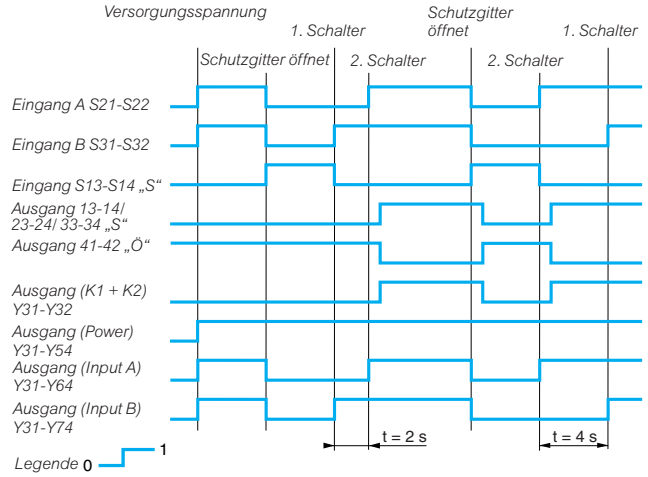 Versorgungsspannung
Schutzgitter
öffnet
1. Schalter
1. Schalter
Schutzgitter öffnet
2. Schalter
2. Schalter
Eingang A S21-S22
Eingang B S31-S32
Eingang S13-S14 „S“
Ausgang 13-14/
23-24/ 33-34 „S“
Ausgang 41-42 „Ö“
Ausgang (K1 + K2)
Y31-Y32
Ausgang (Power)
Y31-Y54
Ausgang (Input A)
Y31-Y64
Ausgang (Input B)
Y31-Y74
t = 2 s
t = 4 s
Legende 0 1